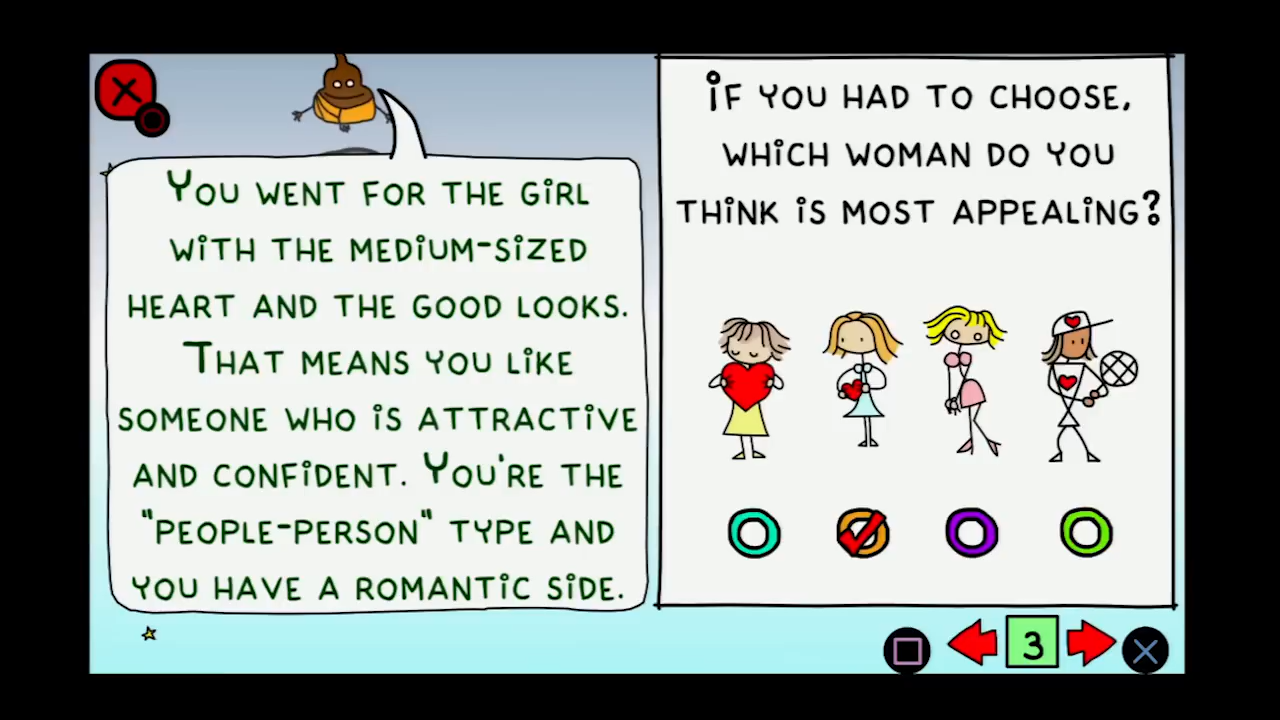 You went for the girl
with the medium-sized
heart and the good looks.
That means you like
someone who is attractive
and confident. You're the
"people-person" type and
you have a romantic side.
If you had to choose,
which woman do you
think is most appealing?
3